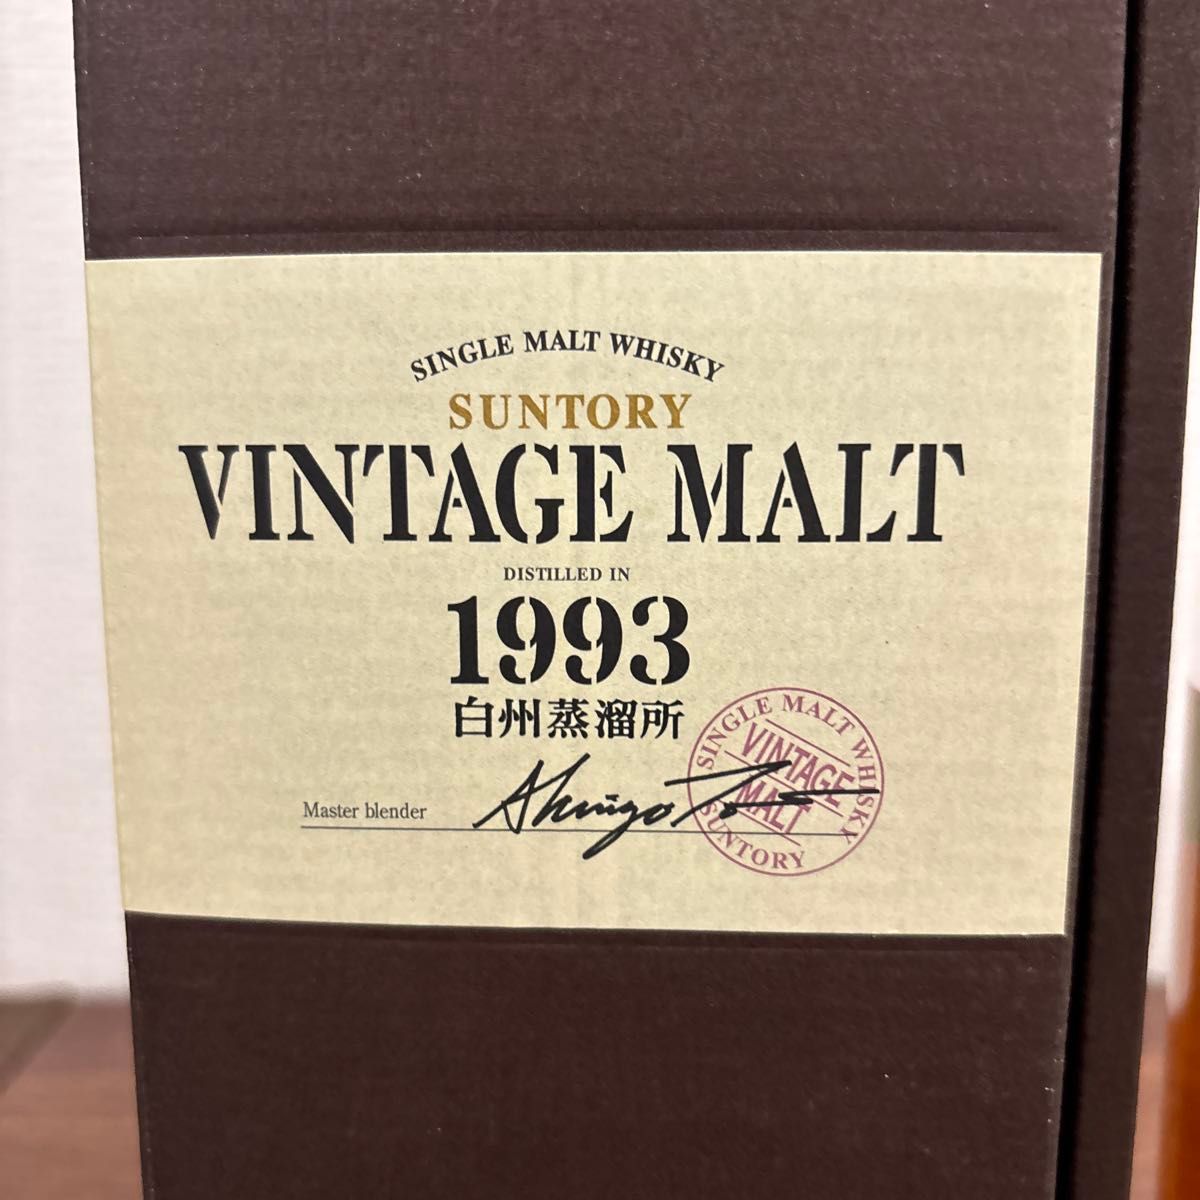 SINGLE MALT WHISKY
SUNTORY
VINTAGE MALT
DISTILLED IN
1993
白州蒸溜所
Master blender
SINGLE MALT WHISKY
VINTAGE
MALT
SUNTORY